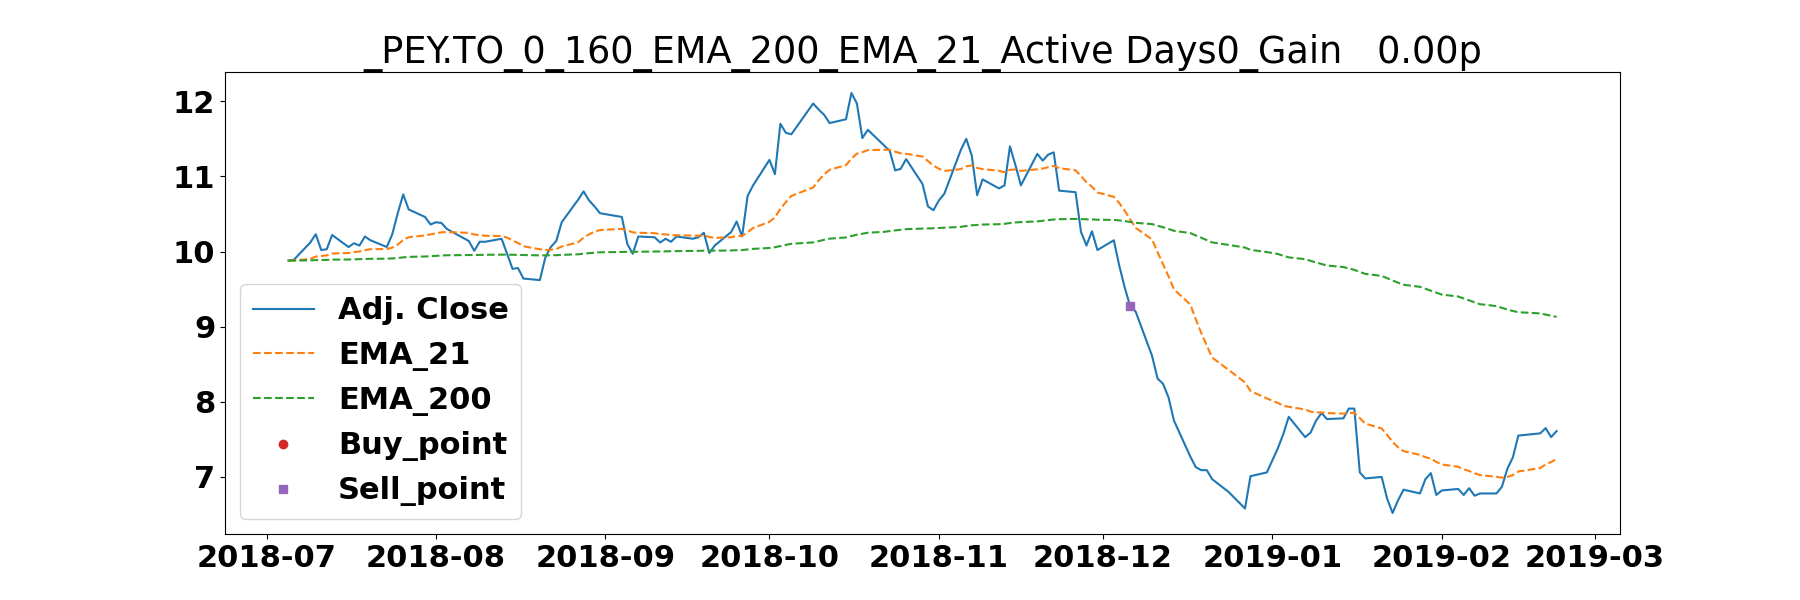 _PEY.TO_0_160_EMA_200_EMA_21_Active Days0_Gain   0.00p
12
11
10
9
8
7
Adj. Close
EMA_21
EMA_200
Buy_point
Sell_point
2018-07 2018-08 2018-09 2018-10 2018-11 2018-12 2019-01 2019-02 2019-03